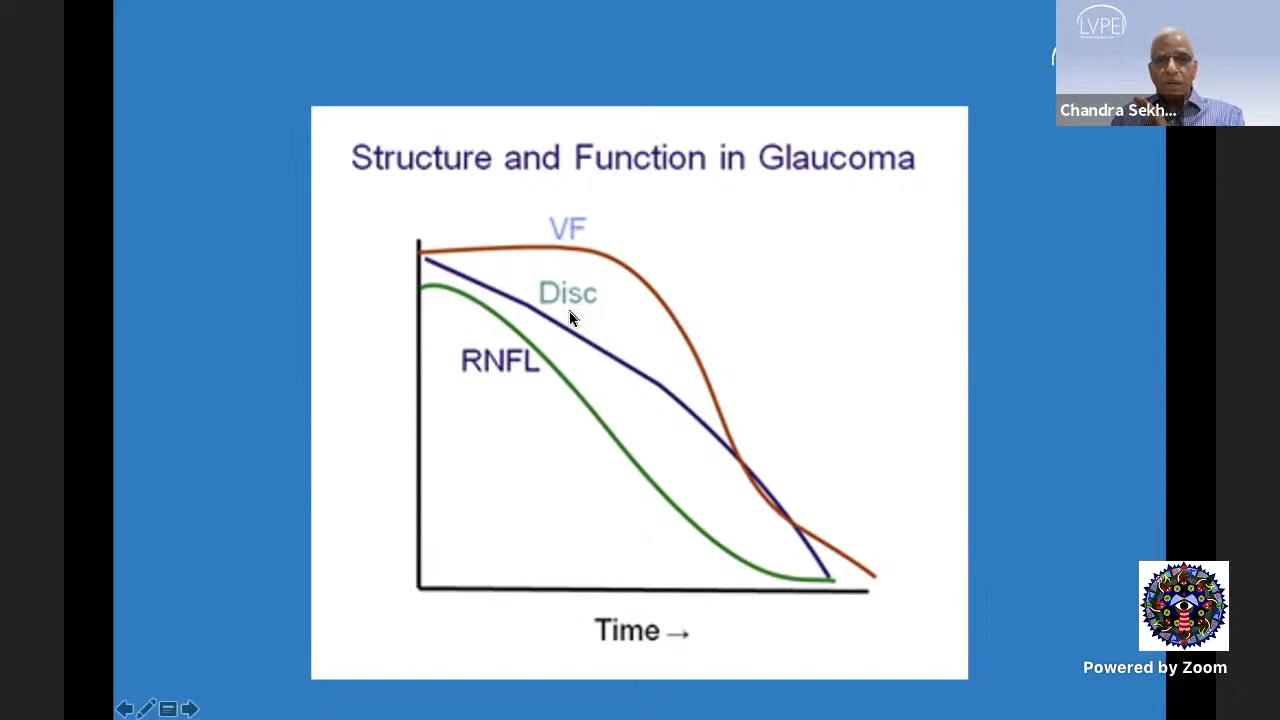 LVPEI
Chandra Sekh...
Structure and Function in Glaucoma
VF
Disc
RNFL
Time →
Powered by Zoom